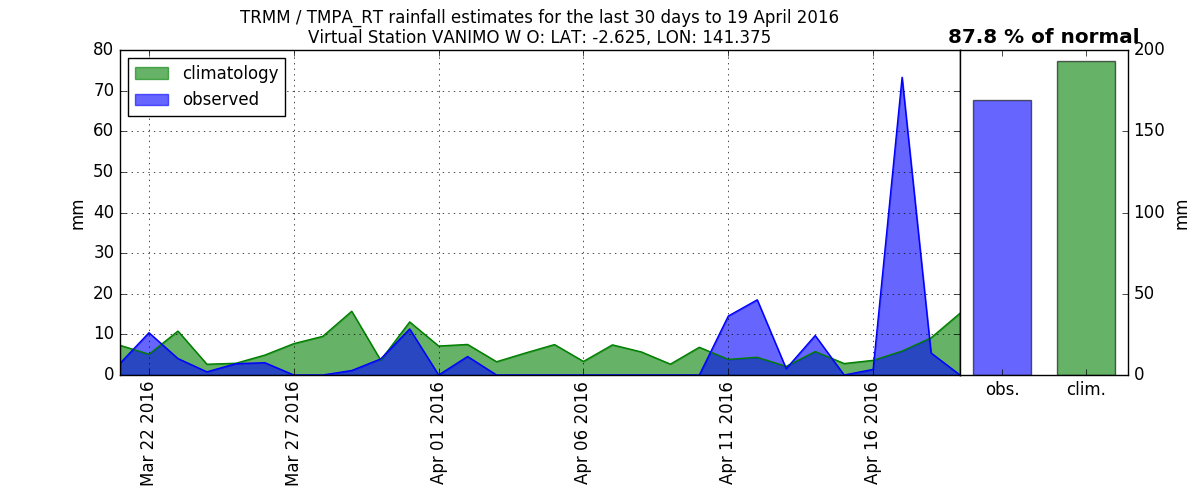 TRMM / TMPA_RT rainfall estimates for the last 30 days to 19 April 2016
Virtual Station VANIMO W O: LAT: -2.625, LON: 141.375
87.8 % of normal
climatology
observed
80
70
60
50
40
30
20
10
0
mm
Mar 22 2016
Mar 27 2016
Apr 01 2016
Apr 06 2016
Apr 11 2016
Apr 16 2016
obs.
clim.
200
150
100
50
0
mm